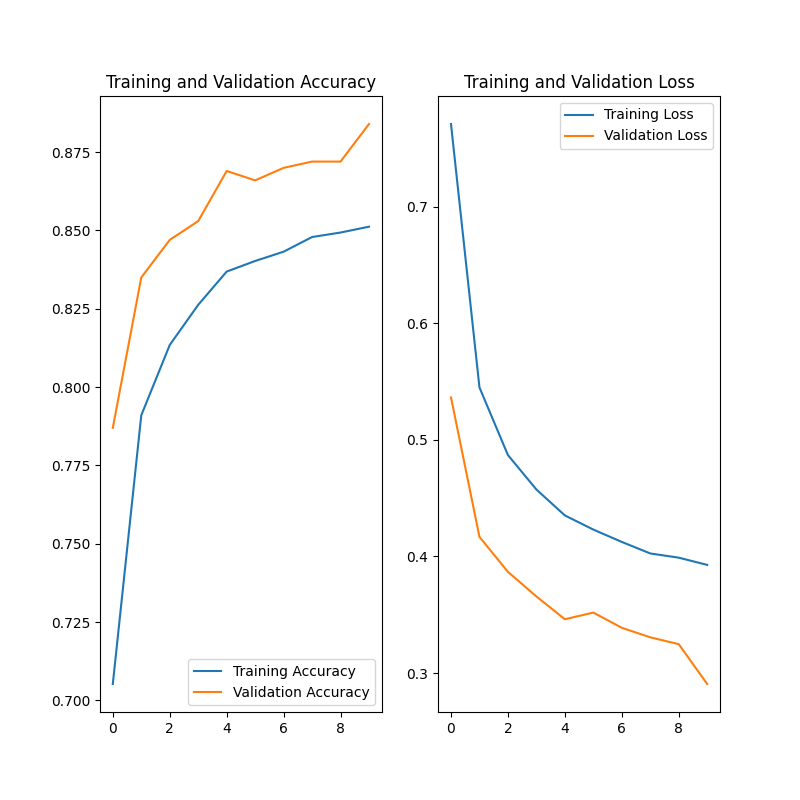 Training and Validation Accuracy
0.875
0.850
0.825
0.800
0.775
0.750
0.725
0.700
0 2 4 6 8
Training Accuracy
Validation Accuracy
Training and Validation Loss
Training Loss
Validation Loss
0.7
0.6
0.5
0.4
0.3
0 2 4 6 8